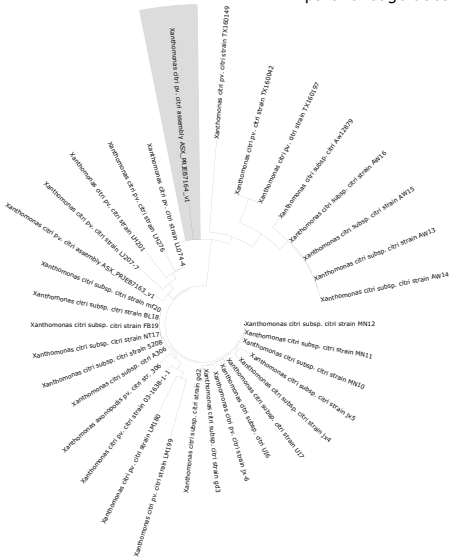 Xanthomonas citri pv. citri assembly ASX_PRJEB7164_v1
Xanthomonas citri pv. citri strain TX160149
Xanthomonas citri pv. citri strain TX160042
Xanthomonas citri pv. citri strain TX160197
Xanthomonas citri subsp. citri Aw12879
Xanthomonas citri subsp. citri strain AW16
Xanthomonas citri subsp. citri strain AW15
Xanthomonas citri subsp. citri strain AW13
Xanthomonas citri subsp. citri strain AW14
Xanthomonas citri subsp. citri strain MN12
Xanthomonas citri subsp. citri strain MN11
Xanthomonas citri subsp. citri strain MN10
Xanthomonas citri subsp. citri strain jx5
Xanthomonas citri subsp. citri strain jx4
Xanthomonas citri subsp. citri strain UI7
Xanthomonas citri subsp. citri UI6
Xanthomonas citri pv. citri strain jx-6
Xanthomonas citri subsp. citri strain gd3
Xanthomonas citri subsp. citri strain gd2
Xanthomonas citri pv. citri strain LM199
Xanthomonas citri pv. citri strain LM180
Xanthomonas citri pv. citri strain 03-1638-1-1
Xanthomonas axonopodis pv. citri str. 306
Xanthomonas citri subsp. citri A306
Xanthomonas citri subsp. citri strain 5208
Xanthomonas citri subsp. citri strain NT17
Xanthomonas citri subsp. citri strain FB19
Xanthomonas citri subsp. citri strain BL18
Xanthomonas citri subsp. citri strain mf20
Xanthomonas citri pv. citri assembly ASX_PRJEB7163_v1
Xanthomonas citri pv. citri strain LJ207-7
Xanthomonas citri pv. citri strain LH201
Xanthomonas citri pv. citri strain LH276
Xanthomonas citri pv. citri strain LL074-4